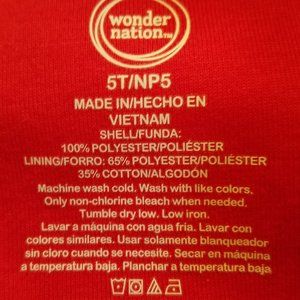 wonder
nation™
5T/NP5
MADE IN/HECHO EN
VIETNAM
SHELL/FUNDA:
100% POLYESTER/POLIÉSTER
LINING/FORRO: 65% POLYESTER/POLIÉSTER
35% COTTON/ALGODÓN
Machine wash cold. Wash with like colors.
Only non-chlorine bleach when needed.
Tumble dry low. Low iron.
Lavar a máquina con agua fria. Lavar con
colores similares. Usar solamente blanqueador
sin cloro cuando se necesite. Secar en máquina
a temperatura baja. Planchar a temperatura baja